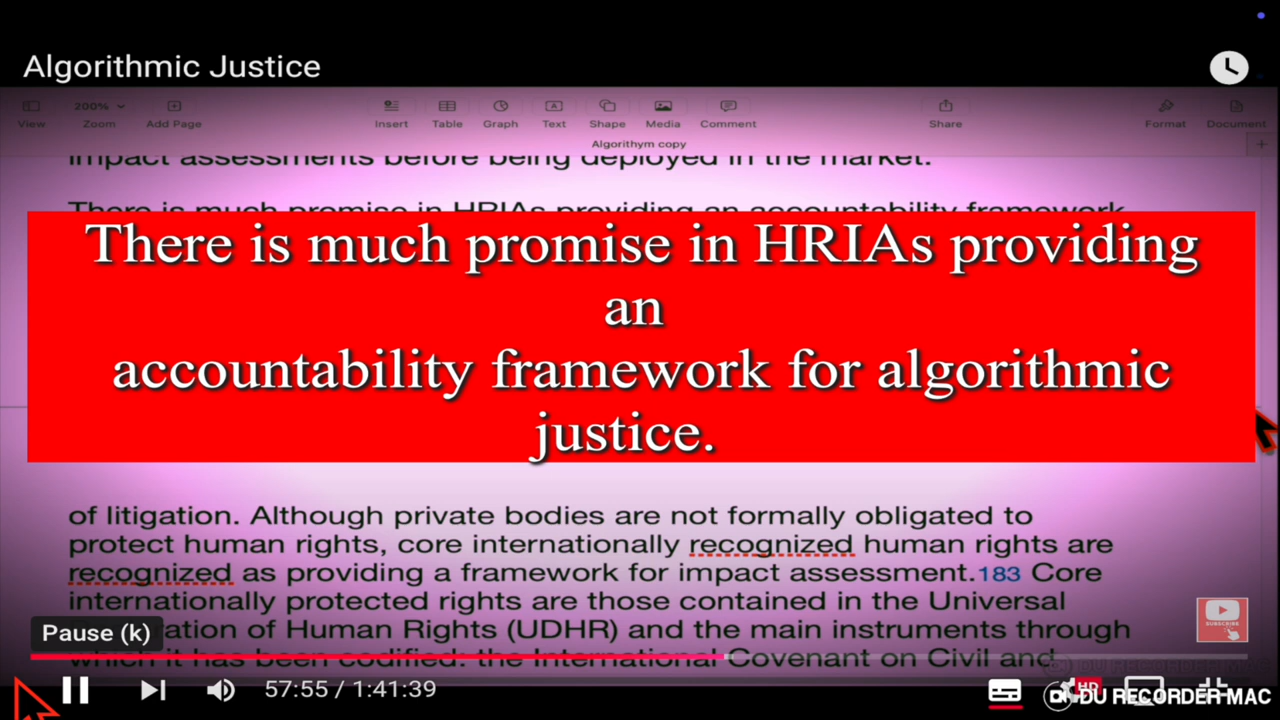 Algorithmic Justice
200%
View
Zoom
Add Page
Insert
Table
Graph
Text
Shape
Media
Comment
Share
Format
Document
Algorithym copy
impact assessments before being deployed in the market.
There is much promise in HRIAs providing an accountability framework
There is much promise in HRIAs providing
an
accountability framework for algorithmic
justice.
of litigation. Although private bodies are not formally obligated to
protect human rights, core internationally recognized human rights are
recognized as providing a framework for impact assessment.183 Core
internationally protected rights are those contained in the Universal
ation of Human Rights (UDHR) and the main instruments through
which it has been codified: the International Covenant on Civil and
Pause (k)
SUBSCRIBE
57:55 / 1:41:39
HD
DU RECORDER MAC